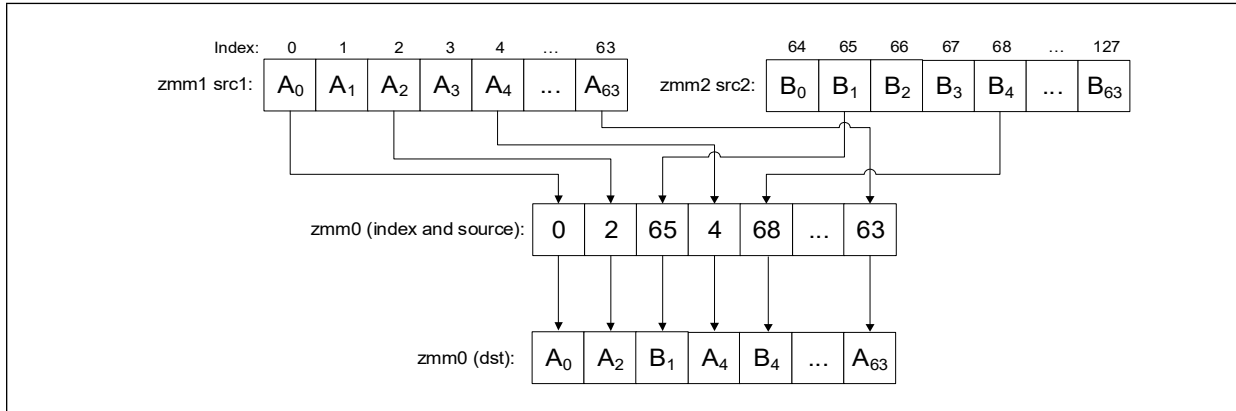 Index: 0 1 2 3 4 ... 63 64 65 66 67 68 ... 127
zmm1 src1: A₀ A₁ A₂ A₃ A₄ ... A₆₃ zmm2 src2: B₀ B₁ B₂ B₃ B₄ ... B₆₃
zmm0 (index and source): 0 2 65 4 68 ... 63
zmm0 (dst): A₀ A₂ B₁ A₄ B₄ ... A₆₃